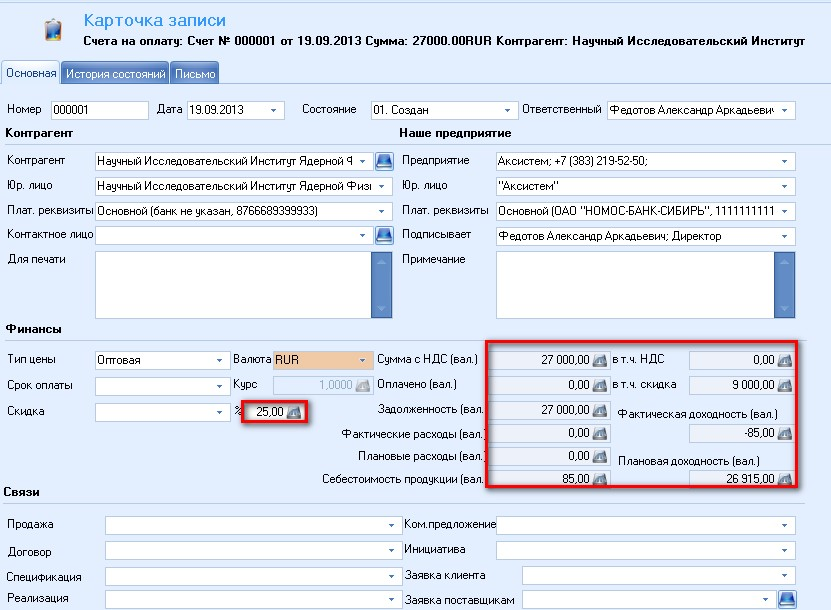 Карточка записи
Счета на оплату: Счет № 000001 от 19.09.2013 Сумма: 27000.00RUR Контрагент: Научный Исследовательский Институт
Основная История состояний Письмо
Номер 000001 Дата 19.09.2013 Состояние 01. Создан Ответственный Федотов Александр Аркадьевич
Контрагент Наше предприятие
Контрагент Научный Исследовательский Институт Ядерной Ф Предприятие Аксистем; +7 (383) 219-52-50;
Юр. лицо Научный Исследовательский Институт Ядерной Физи Юр. лицо "Аксистем"
Плат. реквизиты Основной (банк не указан, 8766689399933) Плат. реквизиты Основной (ОАО "НОМОС-БАНК-СИБИРЬ", 1111111111
Контактное лицо Подписывает Федотов Александр Аркадьевич; Директор
Для печати Примечание
Финансы
Тип цены Оптовая Валюта RUR Сумма с НДС (вал.) 27 000,00 в т.ч. НДС 0,00
Срок оплаты Курс 1,0000 Оплачено (вал.) 0,00 в т.ч. скидка 9 000,00
Скидка % 25,00 Задолженность (вал. 27 000,00 Фактическая доходность (вал.)
Фактические расходы (вал. 0,00 -85,00
Плановые расходы (вал. 0,00 Плановая доходность (вал.)
Себестоимость продукции (вал. 85,00 26 915,00
Связи
Продажа Ком.предложение
Договор Инициатива
Спецификация Заявка клиента
Реализация Заявка поставщикам